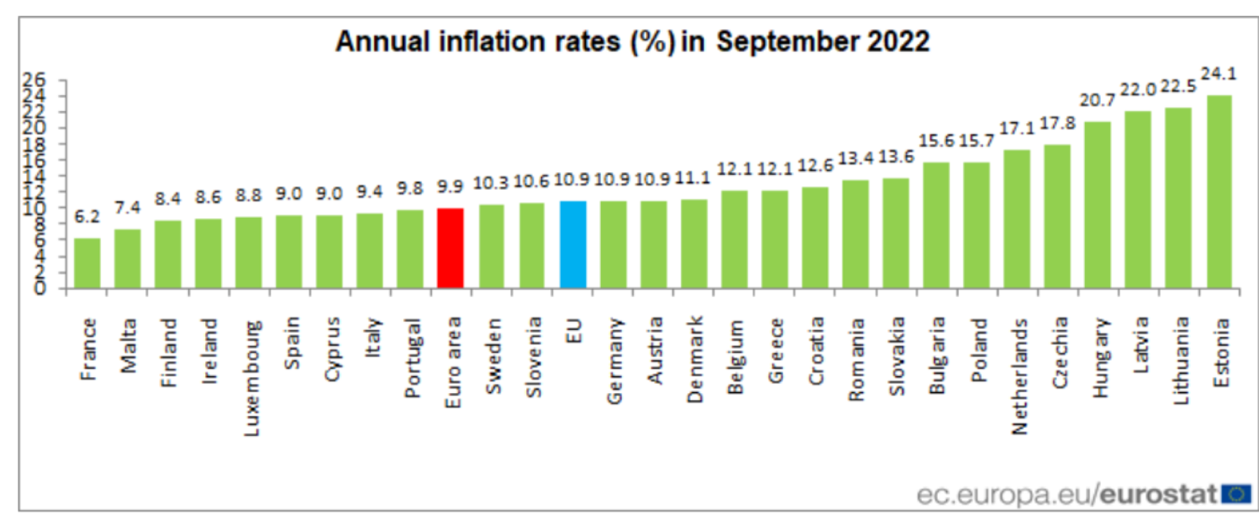 Annual inflation rates (%) in September 2022
26
24
22
20
18
16
14
12
10
8
6
4
2
0
6.2 7.4 8.4 8.6 8.8 9.0 9.0 9.4 9.8 9.9 10.3 10.6 10.9 10.9 10.9 11.1 12.1 12.1 12.6 13.4 13.6 15.6 15.7 17.1 17.8 20.7 22.0 22.5 24.1
France
Malta
Finland
Ireland
Luxembourg
Spain
Cyprus
Italy
Portugal
Euro area
Sweden
Slovenia
EU
Germany
Austria
Denmark
Belgium
Greece
Croatia
Romania
Slovakia
Bulgaria
Poland
Netherlands
Czechia
Hungary
Latvia
Lithuania
Estonia
ec.europa.eu/eurostat